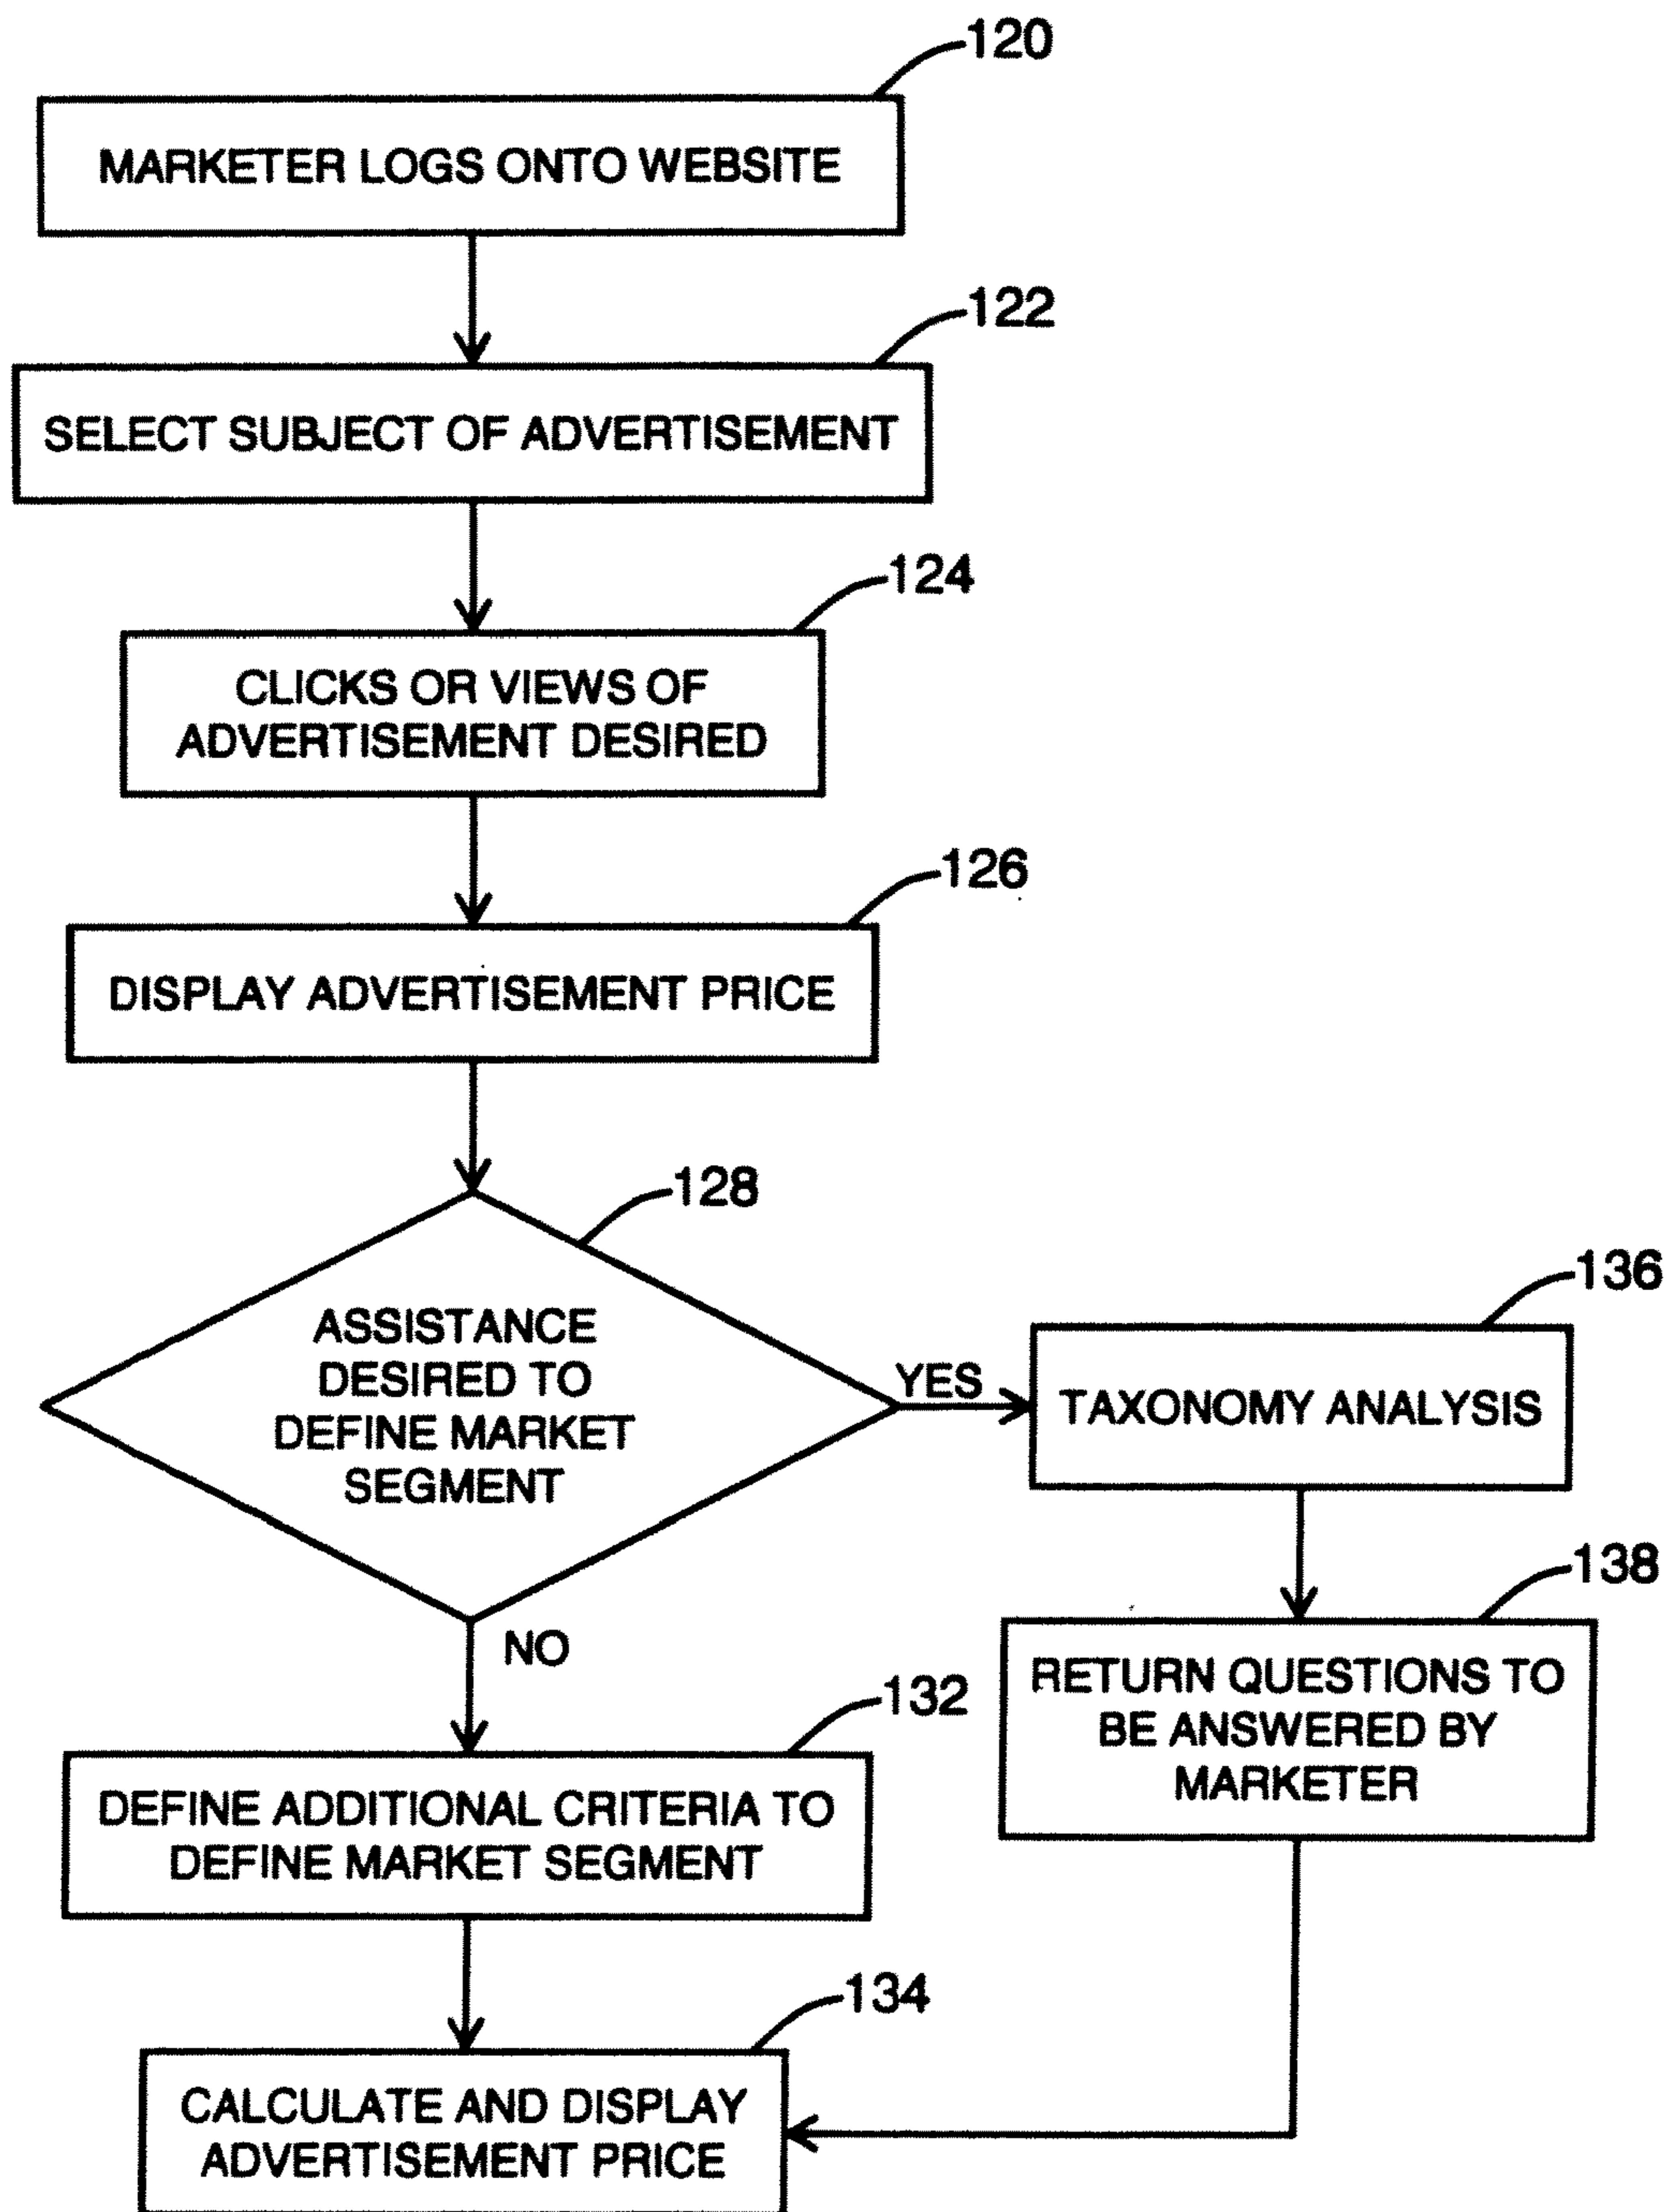 120
MARKETER LOGS ONTO WEBSITE
122
SELECT SUBJECT OF ADVERTISEMENT
124
CLICKS OR VIEWS OF
ADVERTISEMENT DESIRED
126
DISPLAY ADVERTISEMENT PRICE
128
ASSISTANCE
DESIRED TO
DEFINE MARKET
SEGMENT
YES
136
TAXONOMY ANALYSIS
138
RETURN QUESTIONS TO
BE ANSWERED BY
MARKETER
NO
132
DEFINE ADDITIONAL CRITERIA TO
DEFINE MARKET SEGMENT
134
CALCULATE AND DISPLAY
ADVERTISEMENT PRICE